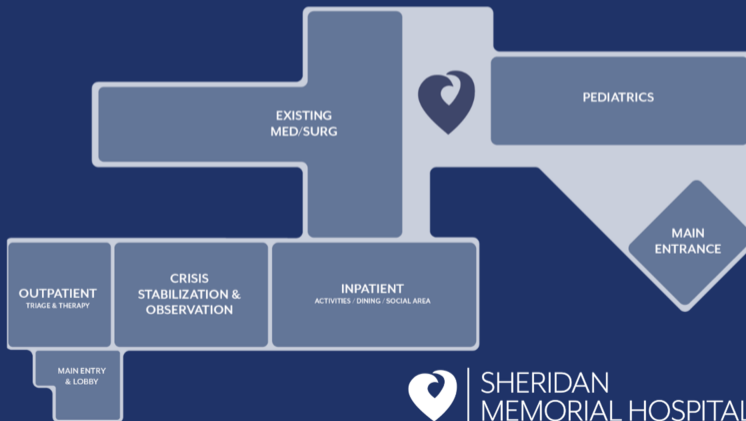 EXISTING
MED/SURG
PEDIATRICS
MAIN
ENTRANCE
OUTPATIENT
TRIAGE & THERAPY
CRISIS
STABILIZATION &
OBSERVATION
INPATIENT
ACTIVITIES / DINING / SOCIAL AREA
MAIN ENTRY
& LOBBY
SHERIDAN
MEMORIAL HOSPITAL